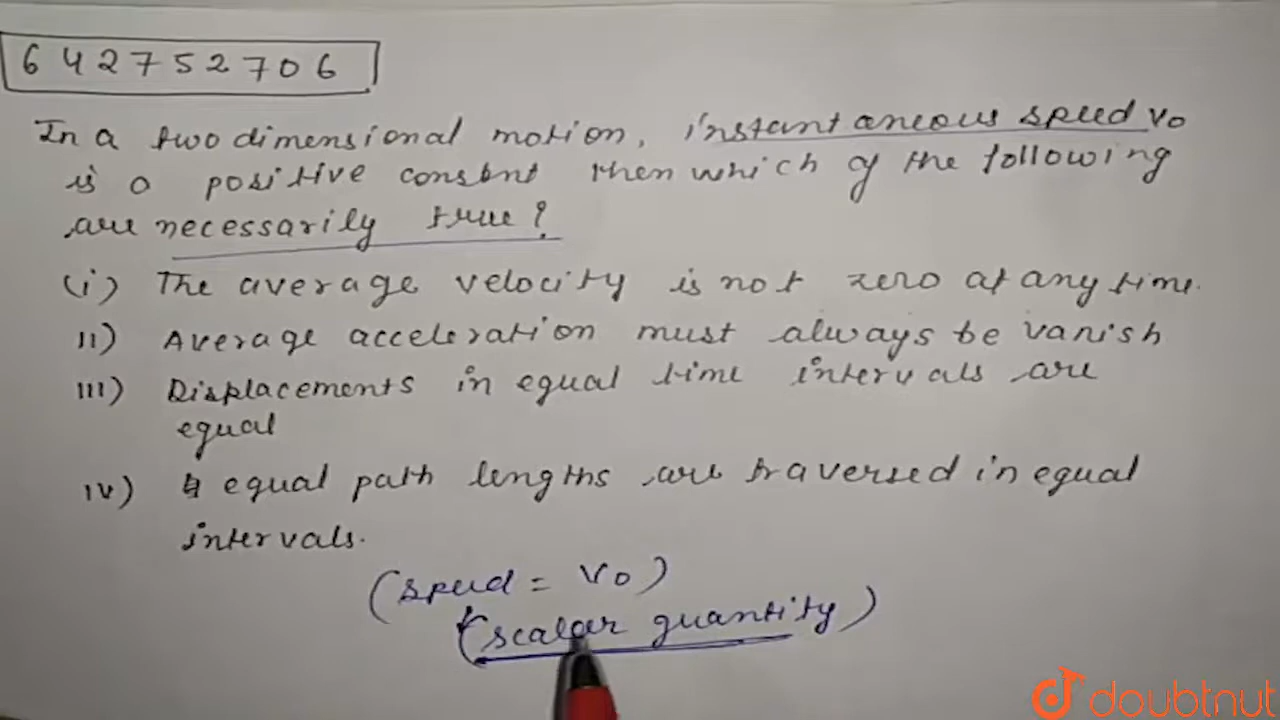 642752706
In a two dimensional motion, instantaneous speed v0
is a positive constnt then which of the following
are necessarily true?
(i) The average velocity is not zero at any time.
II) Average acceleration must always be vanish
III) Displacements in equal time intervals are
equal
IV) equal path lengths are traversed in equal
intervals.
(speed = v0)
(scalar quantity)
doubtnut